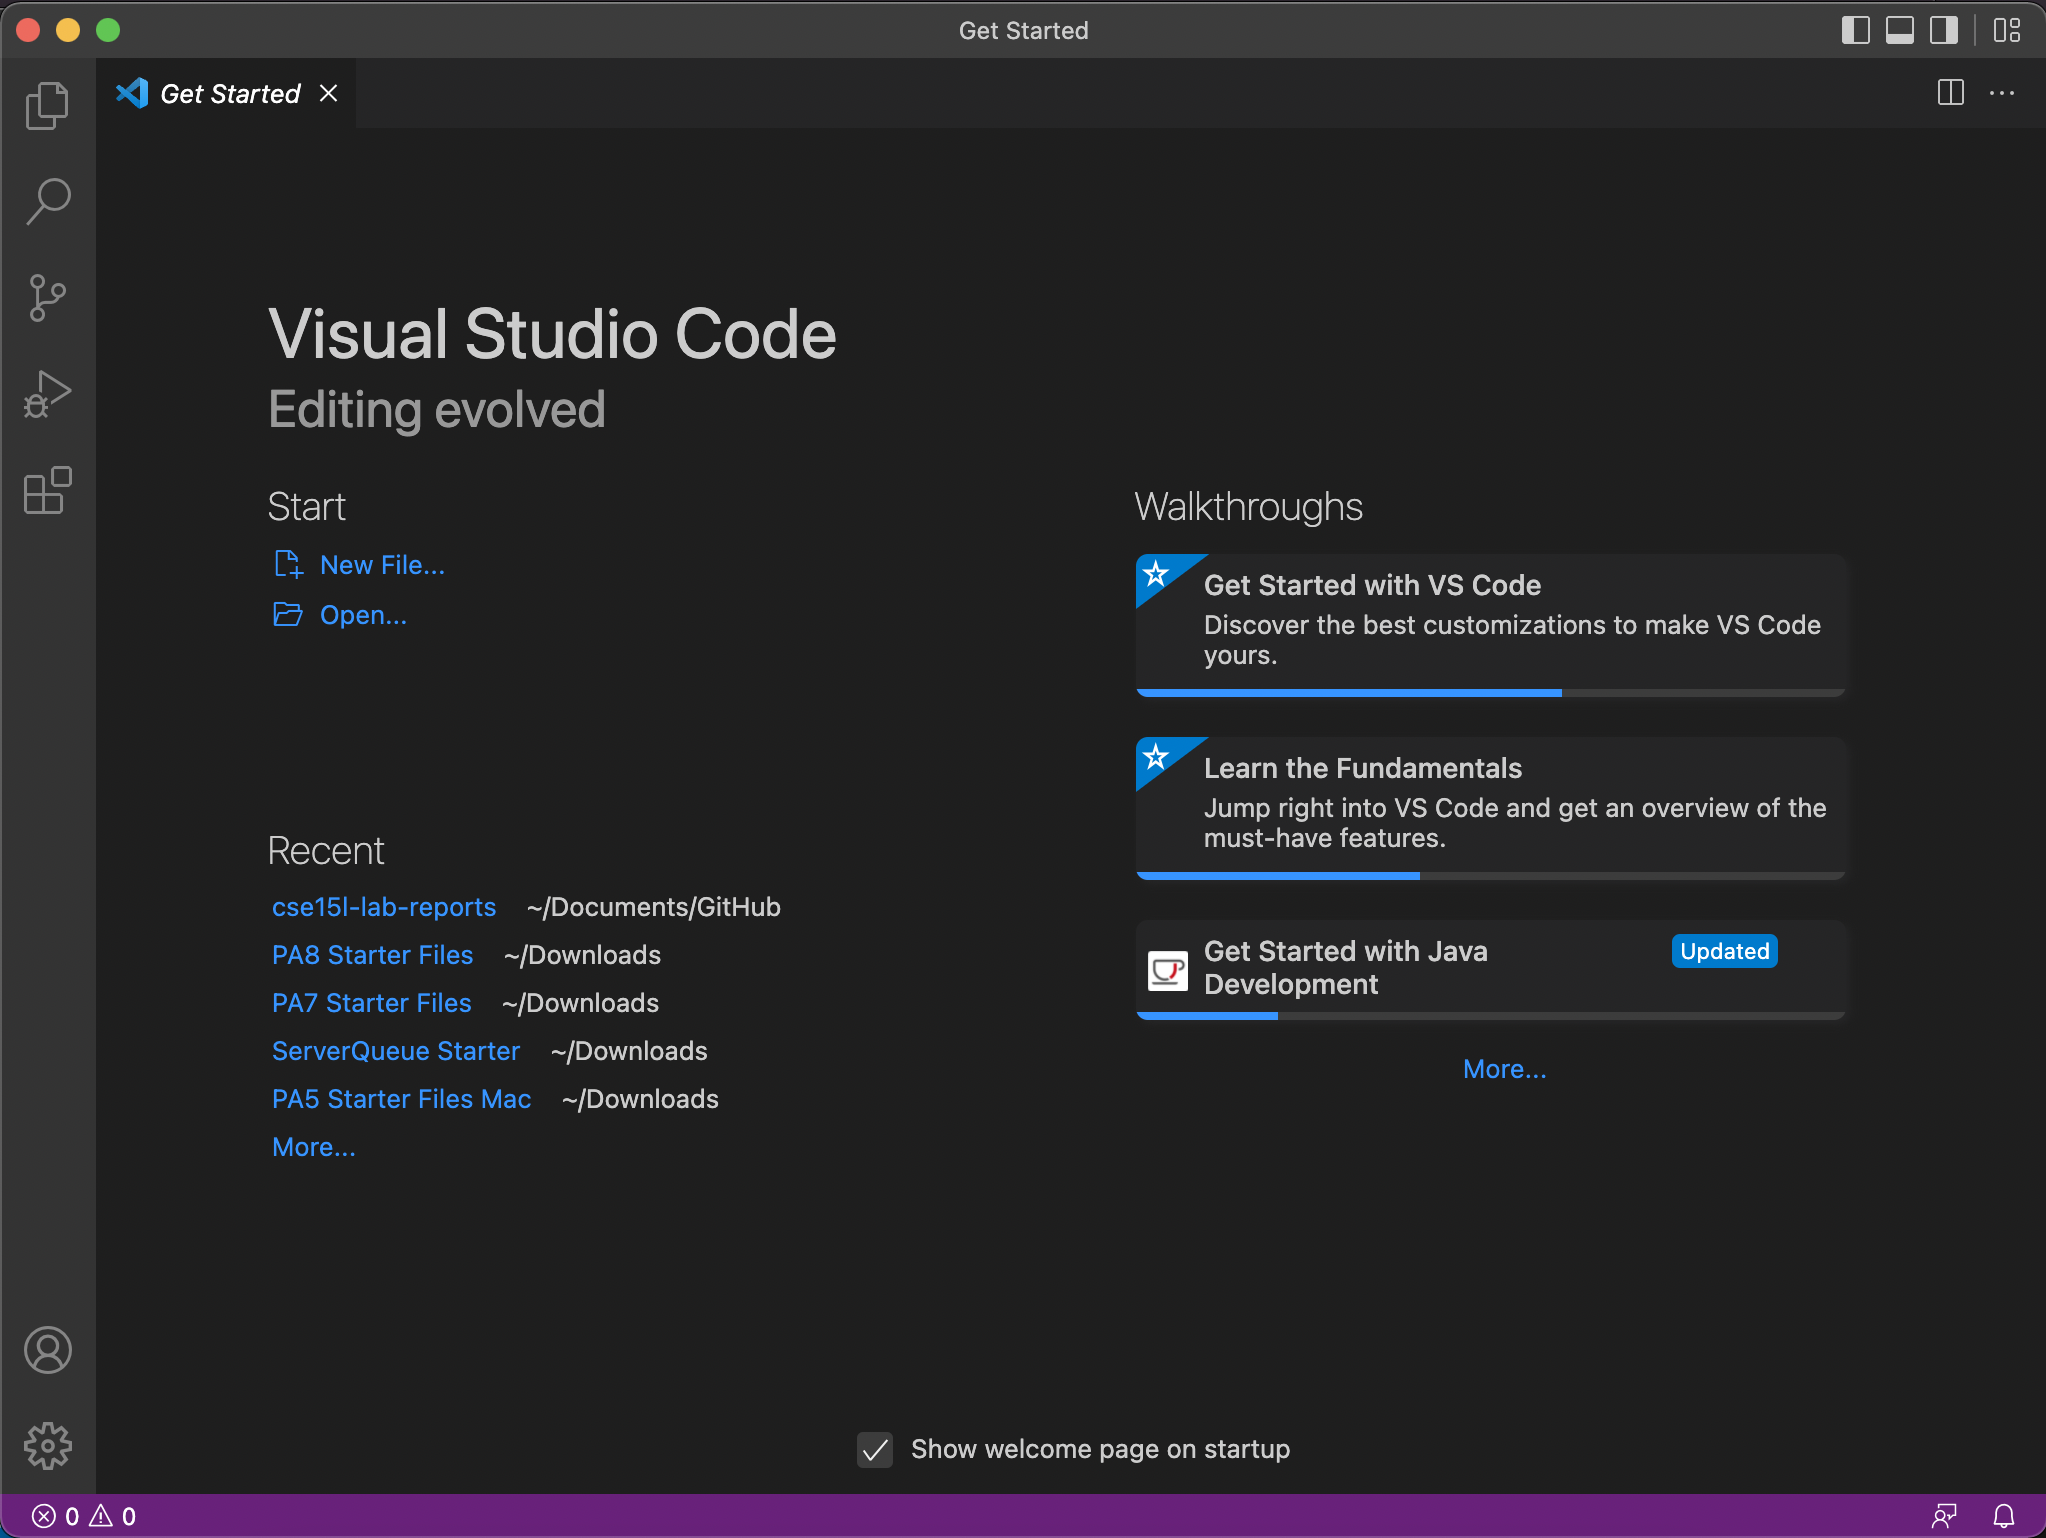 Get Started
Get Started
Visual Studio Code
Editing evolved
Start
New File...
Open...
Recent
cse15l-lab-reports ~/Documents/GitHub
PA8 Starter Files ~/Downloads
PA7 Starter Files ~/Downloads
ServerQueue Starter ~/Downloads
PA5 Starter Files Mac ~/Downloads
More...
Walkthroughs
Get Started with VS Code
Discover the best customizations to make VS Code
yours.
Learn the Fundamentals
Jump right into VS Code and get an overview of the
must-have features.
Get Started with Java
Development
Updated
More...
Show welcome page on startup
0 0